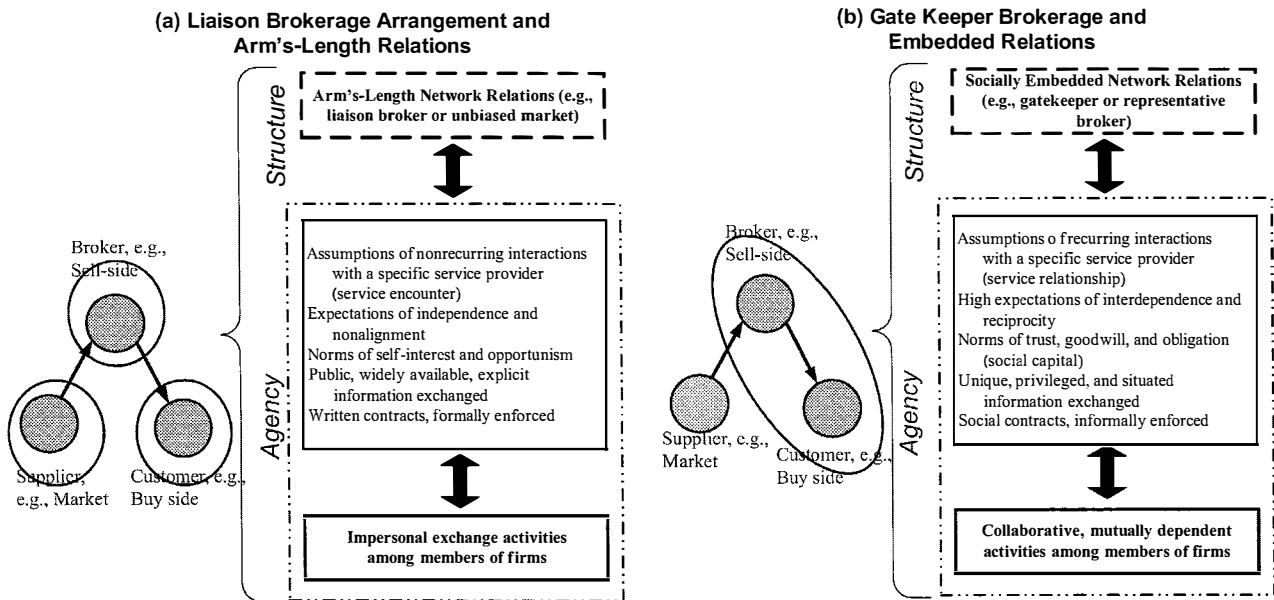 (a) Liaison Brokerage Arrangement and
Arm's-Length Relations
Structure
Arm's-Length Network Relations (e.g.,
liaison broker or unbiased market)
Broker, e.g.,
Sell-side
Supplier,
e.g., Market
Customer, e.g.,
Buy side
Agency
Assumptions of nonrecurring interactions
with a specific service provider
(service encounter)
Expectations of independence and
nonalignment
Norms of self-interest and opportunism
Public, widely available, explicit
information exchanged
Written contracts, formally enforced
Impersonal exchange activities
among members of firms
(b) Gate Keeper Brokerage and
Embedded Relations
Structure
Socially Embedded Network Relations
(e.g., gatekeeper or representative
broker)
Broker, e.g.,
Sell-side
Supplier, e.g.,
Market
Customer, e.g.,
Buy side
Agency
Assumptions of recurring interactions
with a specific service provider
(service relationship)
High expectations of interdependence and
reciprocity
Norms of trust, goodwill, and obligation
(social capital)
Unique, privileged, and situated
information exchanged
Social contracts, informally enforced
Collaborative, mutually dependent
activities among members of firms